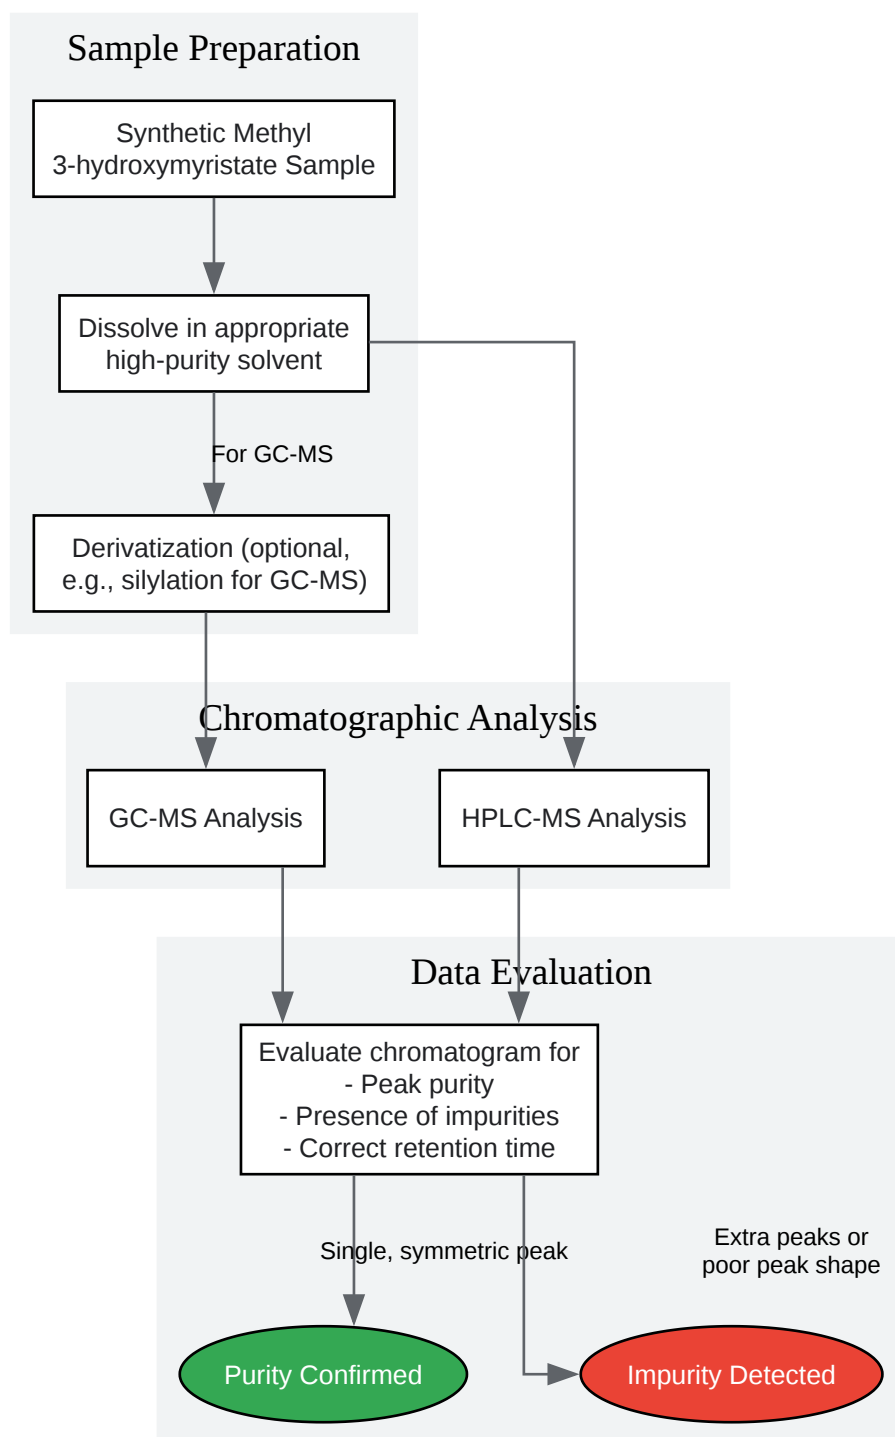 Sample Preparation
Synthetic Methyl
3-hydroxymyristate Sample
Dissolve in appropriate
high-purity solvent
For GC-MS
Derivatization (optional,
e.g., silylation for GC-MS)
Chromatographic Analysis
GC-MS Analysis
HPLC-MS Analysis
Data Evaluation
Evaluate chromatogram for
- Peak purity
- Presence of impurities
- Correct retention time
Single, symmetric peak
Extra peaks or
poor peak shape
Purity Confirmed
Impurity Detected